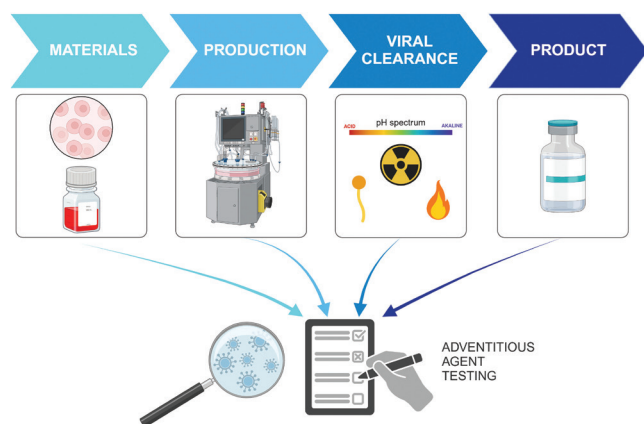 MATERIALS
PRODUCTION
VIRAL
CLEARANCE
PRODUCT
pH spectrum
ACID
AKALINE
ADVENTITIOUS
AGENT
TESTING